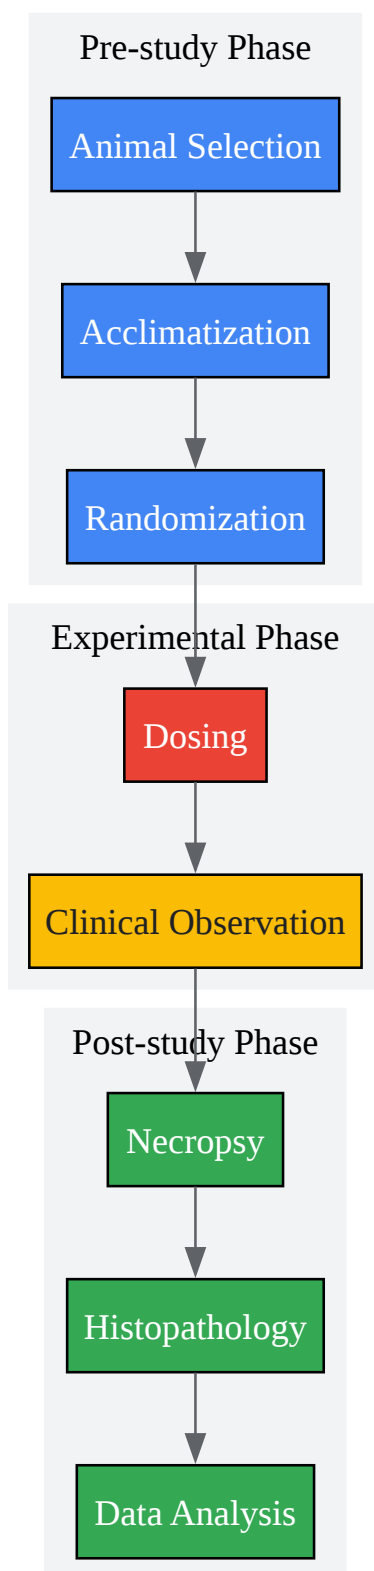 Pre-study Phase
Animal Selection
Acclimatization
Randomization
Experimental Phase
Dosing
Clinical Observation
Post-study Phase
Necropsy
Histopathology
Data Analysis